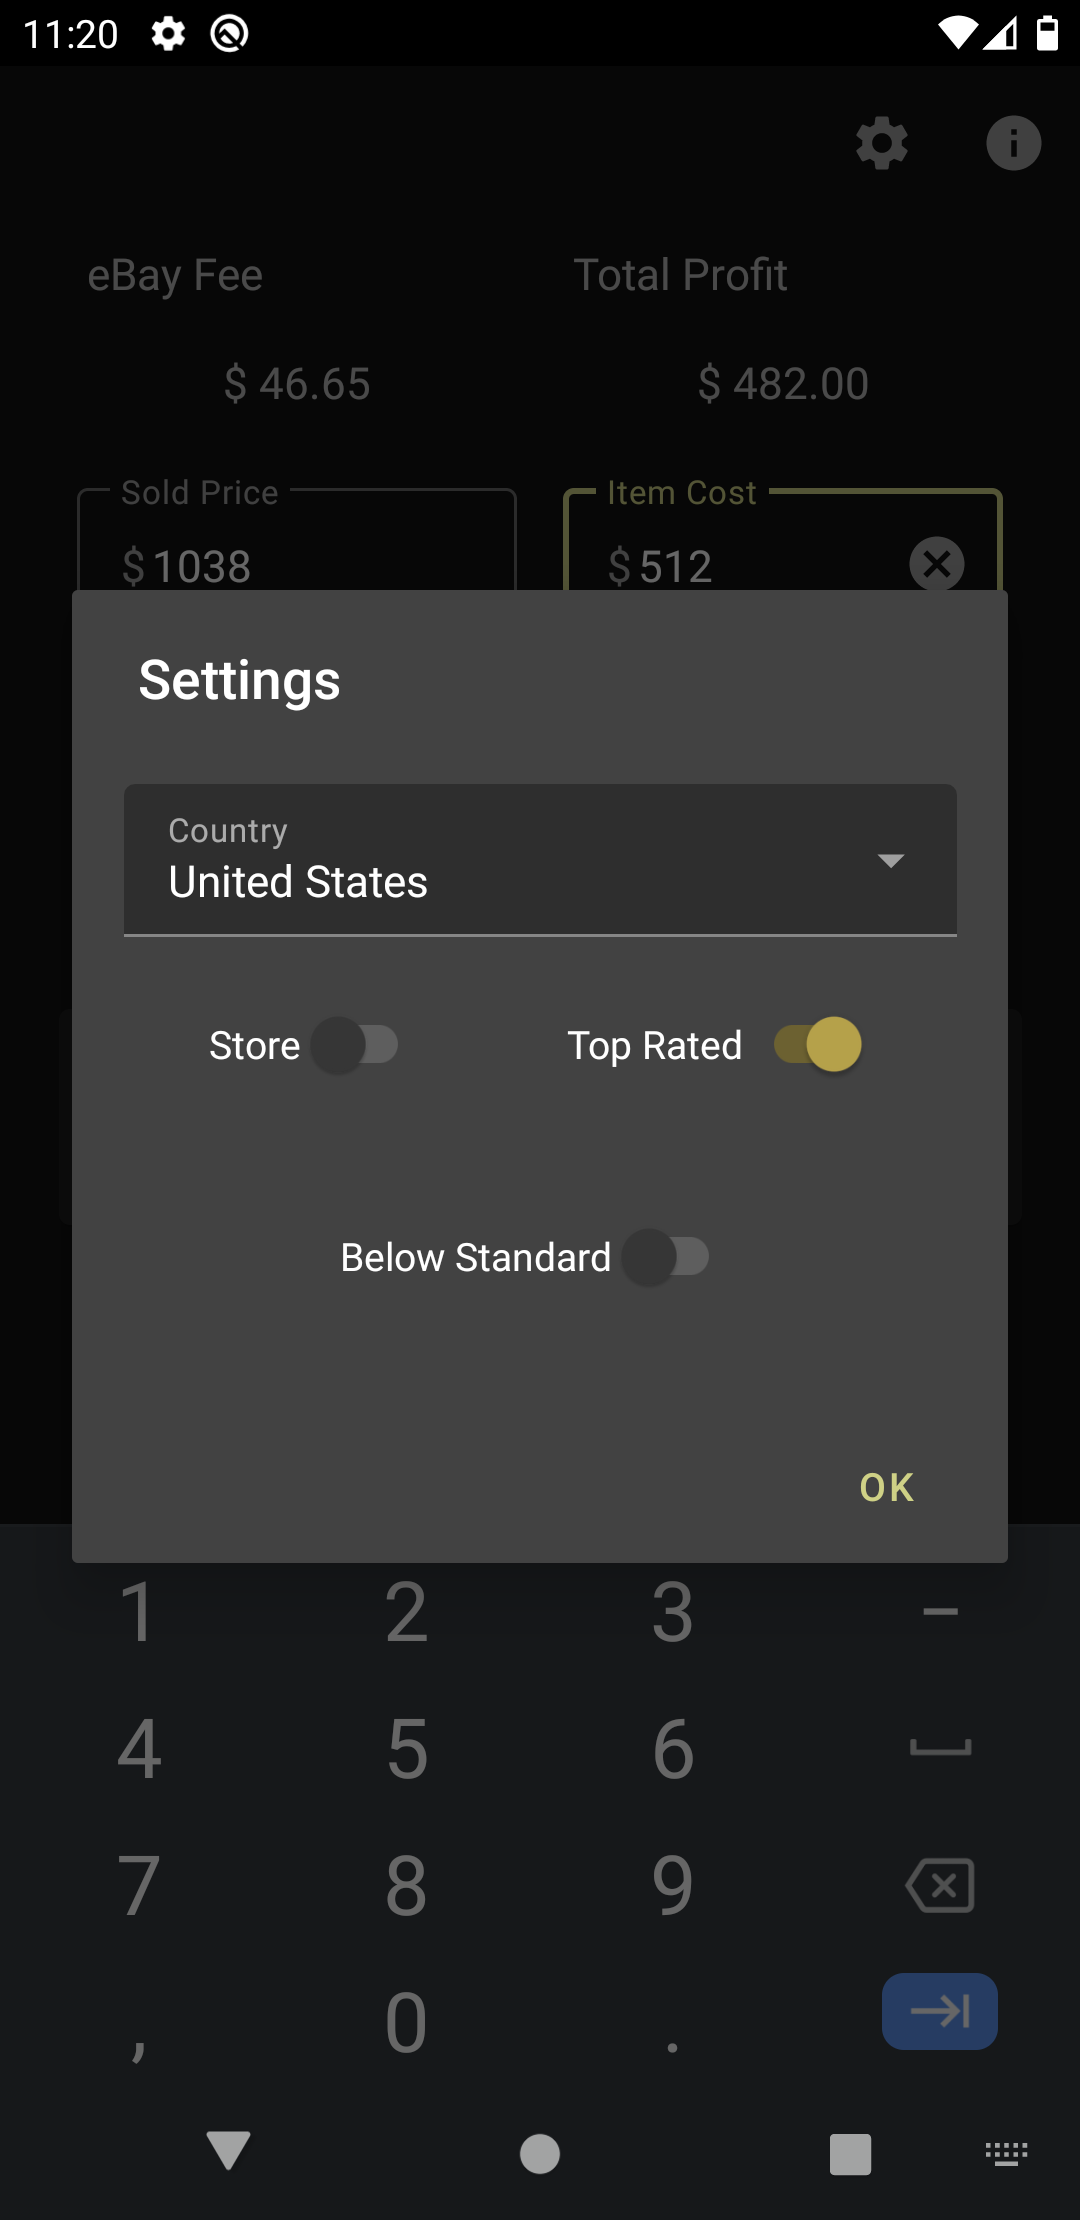 11:20
eBay Fee
Total Profit
$ 46.65
$ 482.00
Sold Price
Item Cost
$ 1038
$ 512
Settings
Country
United States
Store
Top Rated
Below Standard
OK
1 2 3 –
4 5 6
7 8 9
, 0 .